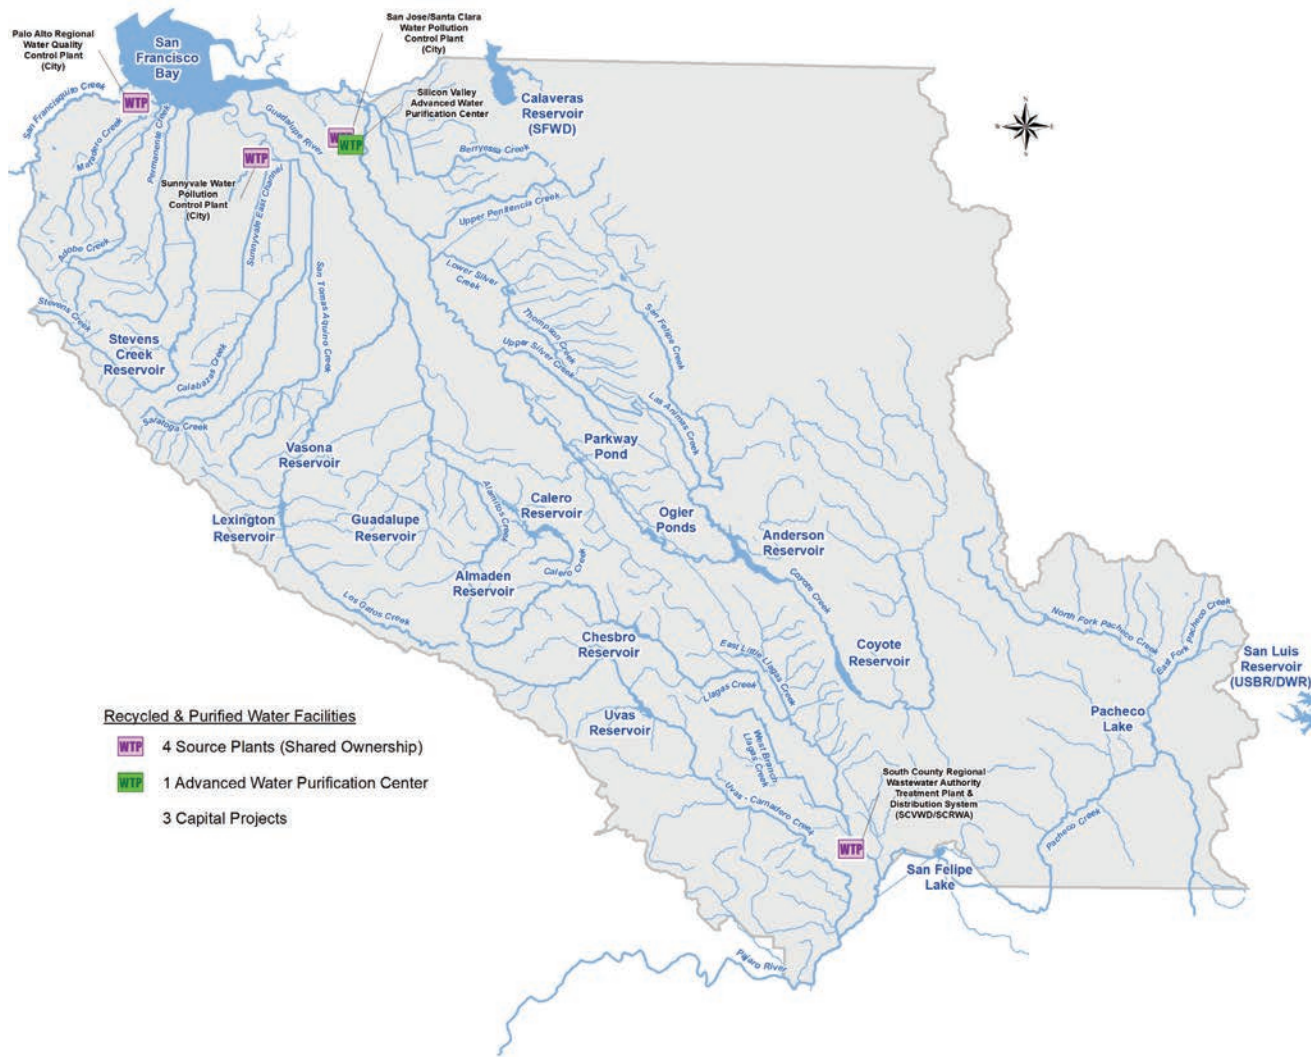 Palo Alto Regional
Water Quality
Control Plant
(City)
San
Francisco
Bay
San Jose/Santa Clara
Water Pollution
Control Plant
(City)
Silicon Valley
Advanced Water
Purification Center
Calaveras
Reservoir
(SFWD)
San Francisquito Creek
WTP
Matadero Creek
Permanente Creek
Guadalupe River
WTP
WTP
Berryessa Creek
WTP
Sunnyvale Water
Pollution
Control Plant
(City)
Sunnyvale East Channel
Upper Penitencia Creek
Adobe Creek
Lower Silver
Creek
San Tomas Aquino Creek
Stevens Creek
Stevens
Creek
Reservoir
Calabazas Creek
Thompson Creek
San Felipe Creek
Upper Silver Creek
Las Animas Creek
Saratoga Creek
Vasona
Reservoir
Parkway
Pond
Alamitos Creek
Calero
Reservoir
Lexington
Reservoir
Guadalupe
Reservoir
Ogier
Ponds
Anderson
Reservoir
Calero Creek
Almaden
Reservoir
Coyote Creek
Los Gatos Creek
North Fork Pacheco Creek
East Fork pacheco Creek
Chesbro
Reservoir
East Little Llagas Creek
Coyote
Reservoir
San Luis
Reservoir
(USBR/DWR)
Llagas Creek
Uvas
Reservoir
West Branch
Llagas Creek
Pacheco
Lake
Recycled & Purified Water Facilities
WTP 4 Source Plants (Shared Ownership)
WTP 1 Advanced Water Purification Center
3 Capital Projects
Uvas - Carnadero Creek
South County Regional
Wastewater Authority
Treatment Plant &
Distribution System
(SCVWD/SCRWA)
WTP
Pacheco Creek
San Felipe
Lake
Pajaro River